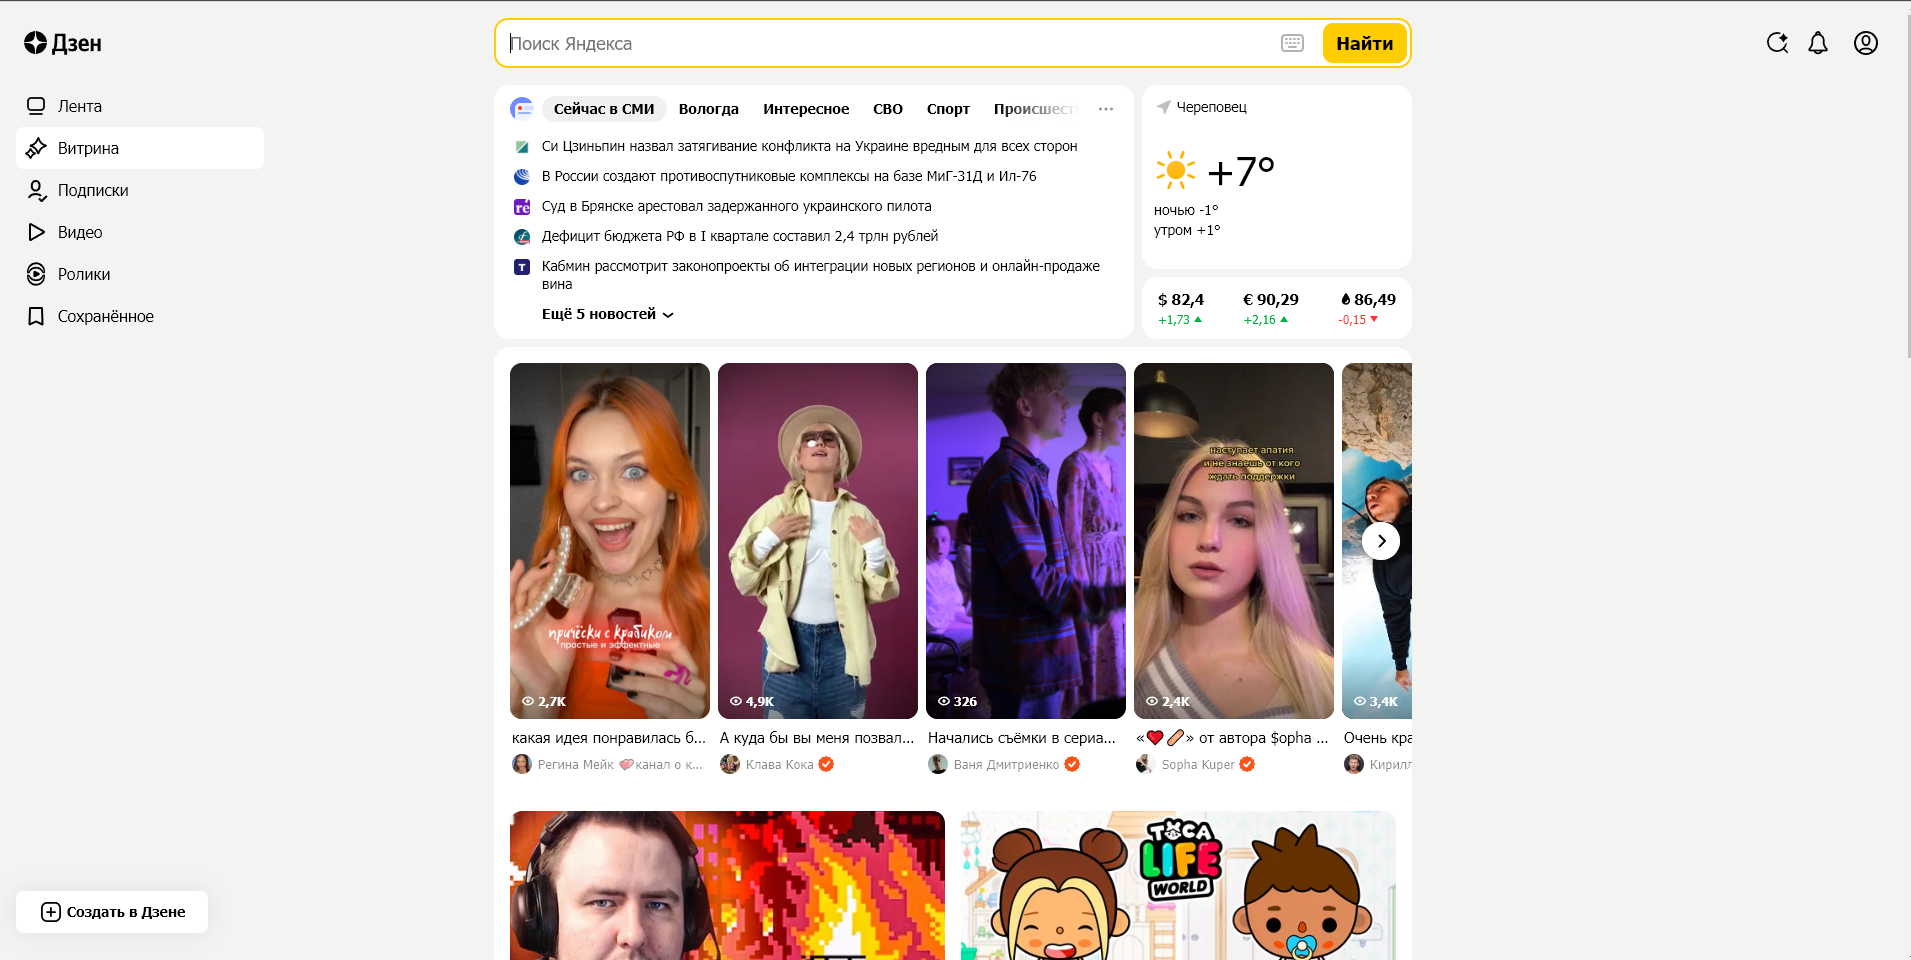 Дзен
Поиск Яндекса
Найти
Лента
Витрина
Подписки
Видео
Ролики
Сохранённое
Создать в Дзене
Сейчас в СМИ
Вологда
Интересное
СВО
Спорт
Происшест
Си Цзиньпин назвал затягивание конфликта на Украине вредным для всех сторон
В России создают противоспутниковые комплексы на базе МиГ-31Д и Ил-76
Суд в Брянске арестовал задержанного украинского пилота
Дефицит бюджета РФ в I квартале составил 2,4 трлн рублей
Кабмин рассмотрит законопроекты об интеграции новых регионов и онлайн-продаже
вина
Ещё 5 новостей
Череповец
+7°
ночью -1°
утром +1°
$ 82,4
€ 90,29
86,49
+1,73
+2,16
-0,15
причёски с крабиком
простые и эффектные
2,7K
4,9K
326
наступает апатия
и не знаешь от кого
ждать поддержки
2,4K
3,4K
какая идея понравилась б...
Регина Мейк канал о к...
А куда бы вы меня позвал...
Клава Кока
Начались съёмки в сериа...
Ваня Дмитриенко
«❤️🩹» от автора $opha ...
Sopha Kuper
Очень кра
Кирилл
TOCA
LIFE
WORLD